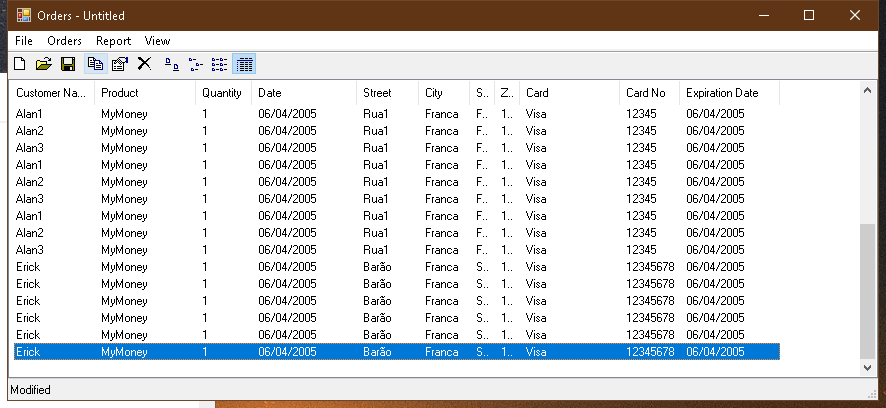 Orders - Untitled
File Orders Report View
Customer Na... Product Quantity Date Street City S.. Z.. Card Card No Expiration Date
Alan1 MyMoney 1 06/04/2005 Rua1 Franca F.. 1.. Visa 12345 06/04/2005
Alan2 MyMoney 1 06/04/2005 Rua1 Franca F.. 1.. Visa 12345 06/04/2005
Alan3 MyMoney 1 06/04/2005 Rua1 Franca F.. 1.. Visa 12345 06/04/2005
Alan1 MyMoney 1 06/04/2005 Rua1 Franca F.. 1.. Visa 12345 06/04/2005
Alan2 MyMoney 1 06/04/2005 Rua1 Franca F.. 1.. Visa 12345 06/04/2005
Alan3 MyMoney 1 06/04/2005 Rua1 Franca F.. 1.. Visa 12345 06/04/2005
Alan1 MyMoney 1 06/04/2005 Rua1 Franca F.. 1.. Visa 12345 06/04/2005
Alan2 MyMoney 1 06/04/2005 Rua1 Franca F.. 1.. Visa 12345 06/04/2005
Alan3 MyMoney 1 06/04/2005 Rua1 Franca F.. 1.. Visa 12345 06/04/2005
Erick MyMoney 1 06/04/2005 Barão Franca S.. 1.. Visa 12345678 06/04/2005
Erick MyMoney 1 06/04/2005 Barão Franca S.. 1.. Visa 12345678 06/04/2005
Erick MyMoney 1 06/04/2005 Barão Franca S.. 1.. Visa 12345678 06/04/2005
Erick MyMoney 1 06/04/2005 Barão Franca S.. 1.. Visa 12345678 06/04/2005
Erick MyMoney 1 06/04/2005 Barão Franca S.. 1.. Visa 12345678 06/04/2005
Erick MyMoney 1 06/04/2005 Barão Franca S.. 1.. Visa 12345678 06/04/2005
Modified